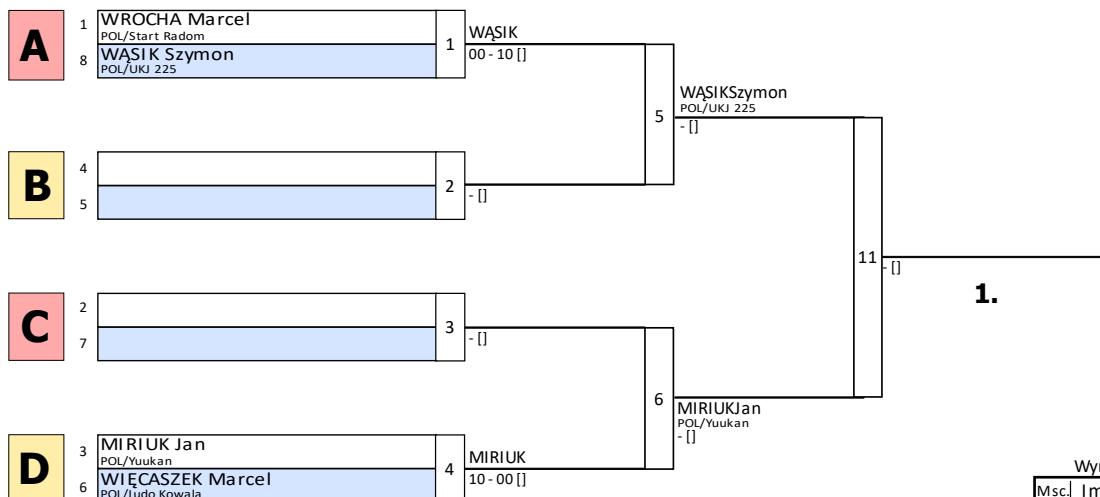 A
1 WROCHA Marcel
POL/Start Radom
8 WĄSIK Szymon
POL/UKJ 225
1
WĄSIK
00 - 10 []
B
4
5
2
- []
5
WĄSIKSzymon
POL/UKJ 225
- []
C
2
7
3
- []
11
- []
1.
D
3 MIRIUK Jan
POL/Yuukan
6 WIĘCASZEK Marcel
POL/Judo Kowala
4
MIRIUK
10 - 00 []
6
MIRIUKJan
POL/Yuukan
- []
Msc.